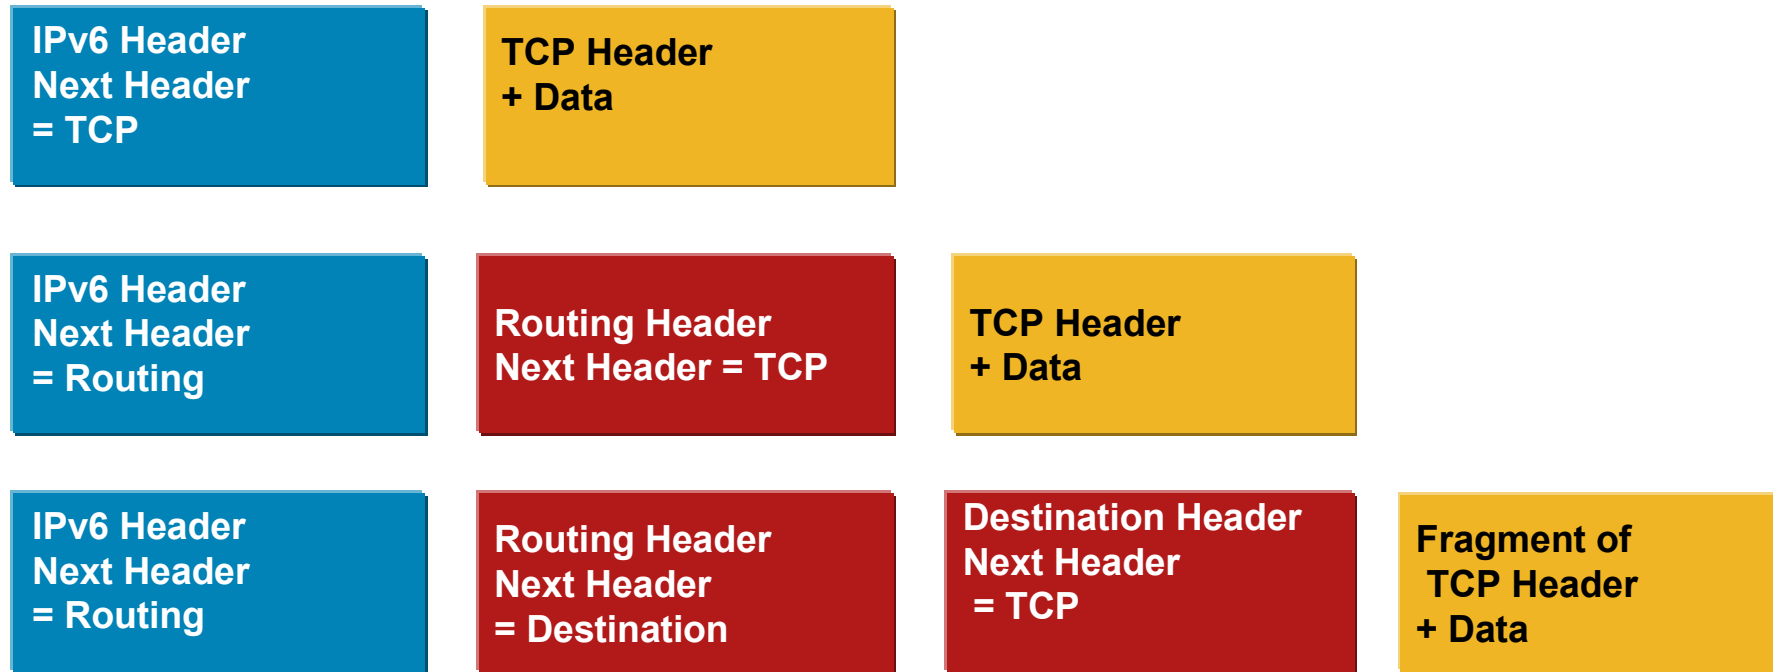 IPv6 Header
Next Header
= TCP
TCP Header
+ Data
IPv6 Header
Next Header
= Routing
Routing Header
Next Header = TCP
TCP Header
+ Data
IPv6 Header
Next Header
= Routing
Routing Header
Next Header
= Destination
Destination Header
Next Header
= TCP
Fragment of
TCP Header
+ Data